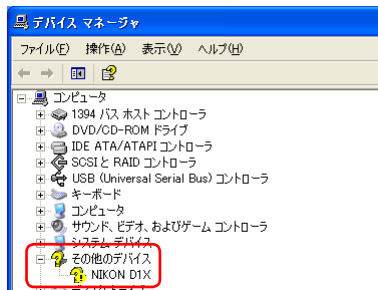 デバイス マネージャ
ファイル(F) 操作(A) 表示(V) ヘルプ(H)
コンピュータ
1394 バス ホスト コントローラ
DVD/CD-ROM ドライブ
IDE ATA/ATAPI コントローラ
SCSI と RAID コントローラ
USB (Universal Serial Bus) コントローラ
キーボード
コンピュータ
サウンド、ビデオ、およびゲーム コントローラ
システム デバイス
その他のデバイス
NIKON D1X